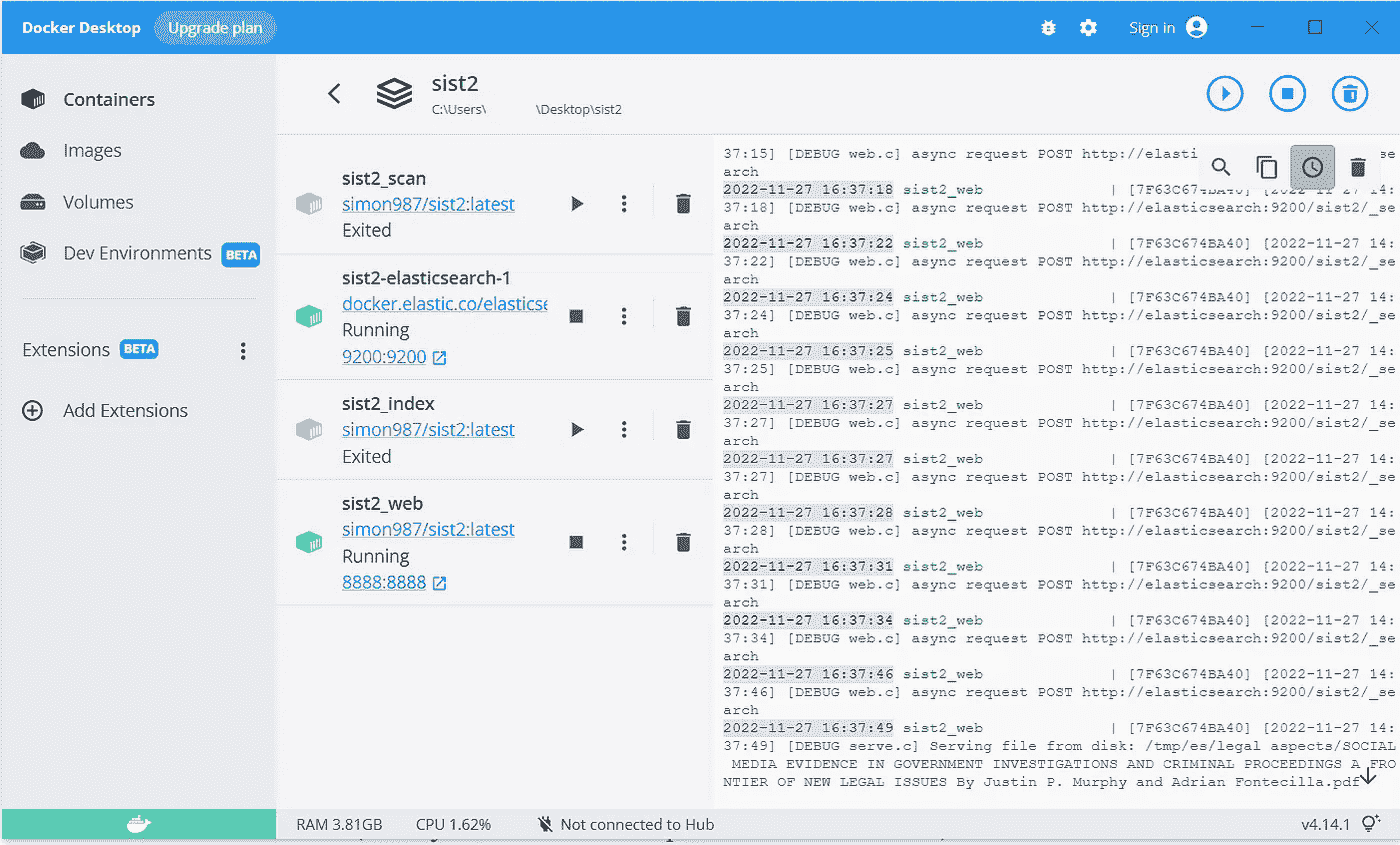 Docker Desktop Upgrade plan Sign in
Containers
Images
Volumes
Dev Environments BETA
Extensions BETA
Add Extensions
sist2
C:\Users\ \Desktop\sist2
sist2_scan
simon987/sist2:latest
Exited
sist2-elasticsearch-1
docker.elastic.co/elasticse
Running
9200:9200
sist2_index
simon987/sist2:latest
Exited
sist2_web
simon987/sist2:latest
Running
8888:8888
37:15] [DEBUG web.c] async request POST http://elasti se
arch
2022-11-27 16:37:18 sist2_web | [7F63C674BA40] [2022-11-27 14:
37:18] [DEBUG web.c] async request POST http://elasticsearch:9200/sist2/_se
arch
2022-11-27 16:37:22 sist2_web | [7F63C674BA40] [2022-11-27 14:
37:22] [DEBUG web.c] async request POST http://elasticsearch:9200/sist2/_se
arch
2022-11-27 16:37:24 sist2_web | [7F63C674BA40] [2022-11-27 14:
37:24] [DEBUG web.c] async request POST http://elasticsearch:9200/sist2/_se
arch
2022-11-27 16:37:25 sist2_web | [7F63C674BA40] [2022-11-27 14:
37:25] [DEBUG web.c] async request POST http://elasticsearch:9200/sist2/_se
arch
2022-11-27 16:37:27 sist2_web | [7F63C674BA40] [2022-11-27 14:
37:27] [DEBUG web.c] async request POST http://elasticsearch:9200/sist2/_se
arch
2022-11-27 16:37:27 sist2_web | [7F63C674BA40] [2022-11-27 14:
37:27] [DEBUG web.c] async request POST http://elasticsearch:9200/sist2/_se
arch
2022-11-27 16:37:28 sist2_web | [7F63C674BA40] [2022-11-27 14:
37:28] [DEBUG web.c] async request POST http://elasticsearch:9200/sist2/_se
arch
2022-11-27 16:37:31 sist2_web | [7F63C674BA40] [2022-11-27 14:
37:31] [DEBUG web.c] async request POST http://elasticsearch:9200/sist2/_se
arch
2022-11-27 16:37:34 sist2_web | [7F63C674BA40] [2022-11-27 14:
37:34] [DEBUG web.c] async request POST http://elasticsearch:9200/sist2/_se
arch
2022-11-27 16:37:46 sist2_web | [7F63C674BA40] [2022-11-27 14:
37:46] [DEBUG web.c] async request POST http://elasticsearch:9200/sist2/_se
arch
2022-11-27 16:37:49 sist2_web | [7F63C674BA40] [2022-11-27 14:
37:49] [DEBUG serve.c] Serving file from disk: /tmp/es/legal aspects/SOCIAL
MEDIA EVIDENCE IN GOVERNMENT INVESTIGATIONS AND CRIMINAL PROCEEDINGS A FRO
NTIER OF NEW LEGAL ISSUES By Justin P. Murphy and Adrian Fontecilla.pdf
RAM 3.81GB CPU 1.62% Not connected to Hub v4.14.1